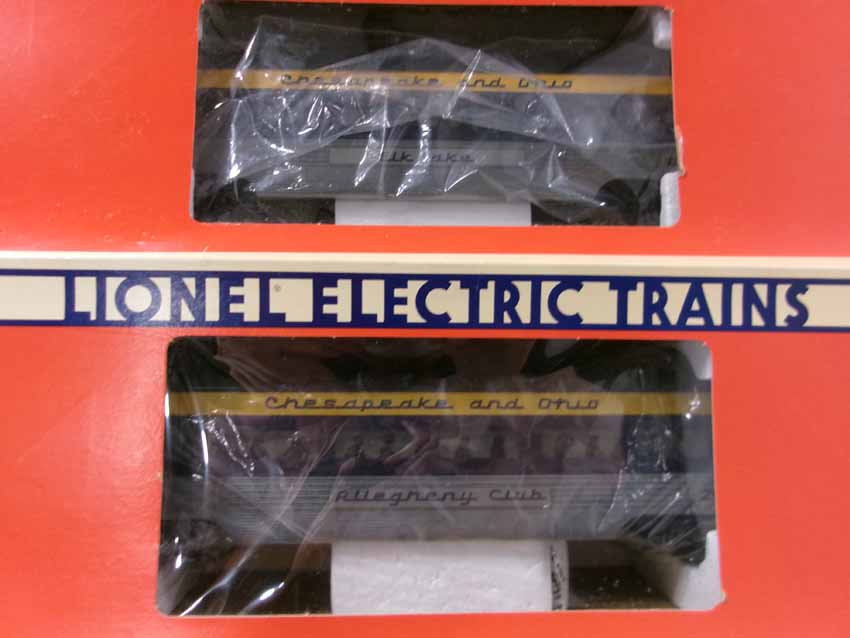 Chesapeake and Ohio
LIONEL® ELECTRIC TRAINS
Chesapeake and Ohio
Allegheny Club